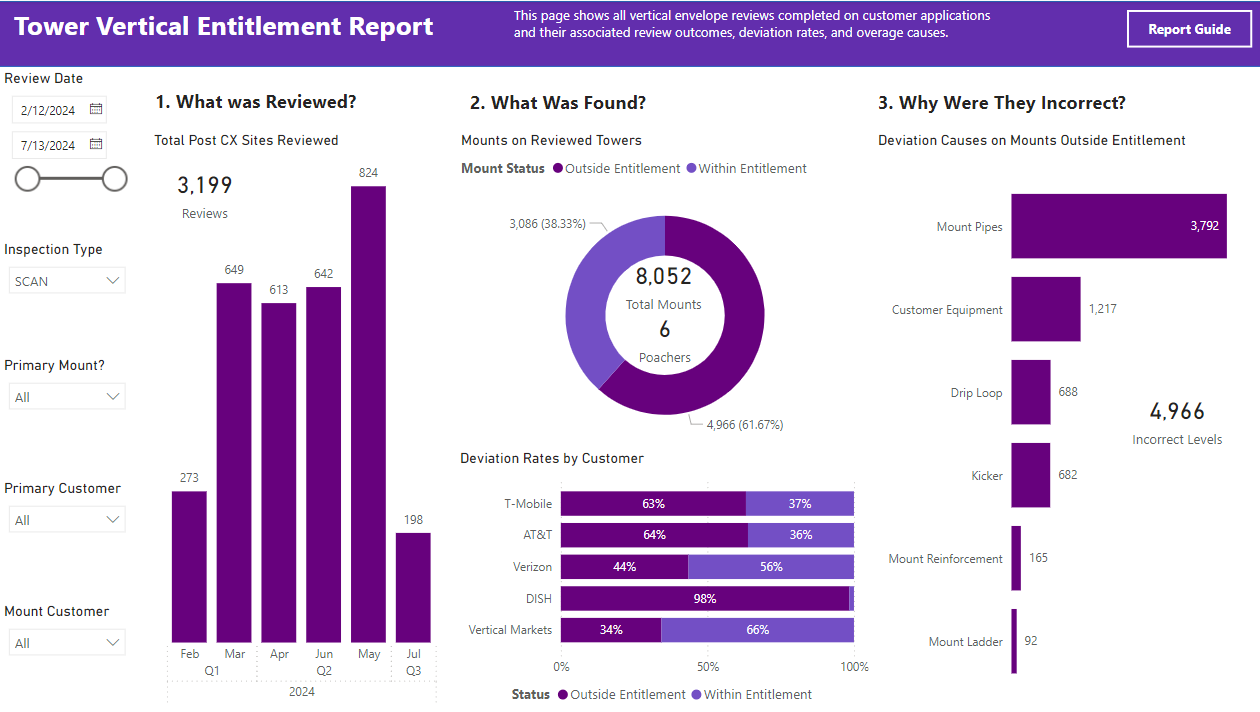 Tower Vertical Entitlement Report
This page shows all vertical envelope reviews completed on customer applications
and their associated review outcomes, deviation rates, and overage causes.
Report Guide
Review Date
2/12/2024
7/13/2024
Inspection Type
SCAN
Primary Mount?
All
Primary Customer
All
Mount Customer
All
1. What was Reviewed?
Total Post CX Sites Reviewed
3,199
Reviews
273
649
613
642
824
198
Feb Mar Apr Jun May Jul
Q1 Q2 Q3
2024
2. What Was Found?
Mounts on Reviewed Towers
Mount Status Outside Entitlement Within Entitlement
3,086 (38.33%)
8,052
Total Mounts
6
Poachers
4,966 (61.67%)
Deviation Rates by Customer
T-Mobile 63% 37%
AT&T 64% 36%
Verizon 44% 56%
DISH 98%
Vertical Markets 34% 66%
0% 50% 100%
Status Outside Entitlement Within Entitlement
3. Why Were They Incorrect?
Deviation Causes on Mounts Outside Entitlement
Mount Pipes 3,792
Customer Equipment 1,217
Drip Loop 688
Kicker 682
Mount Reinforcement 165
Mount Ladder 92
4,966
Incorrect Levels